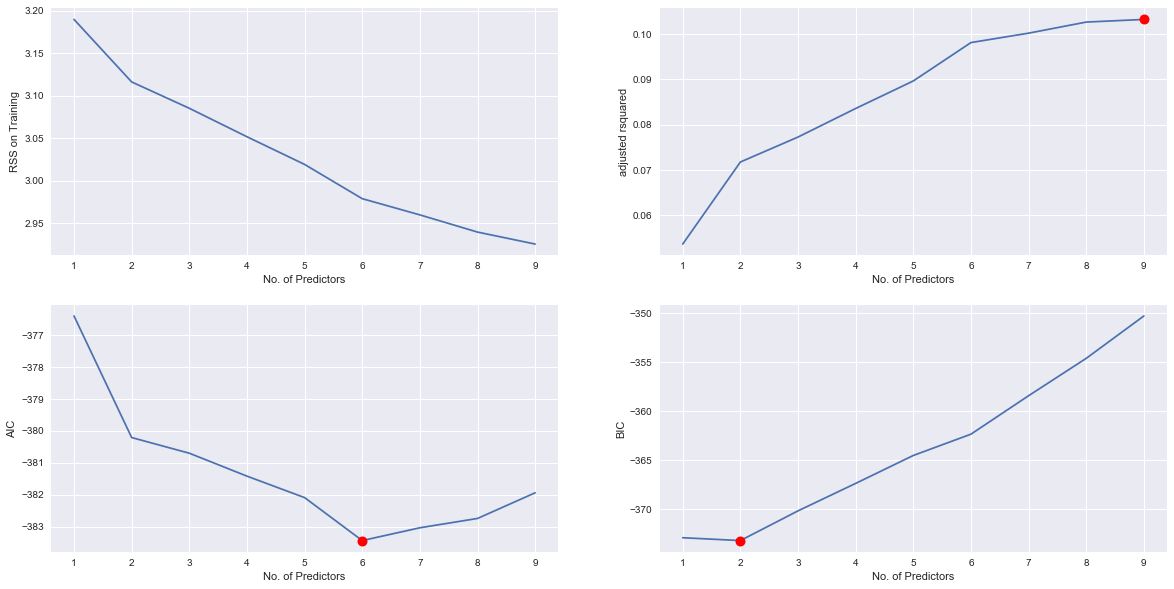 3.20
3.15
3.10
3.05
3.00
2.95
RSS on Training
1 2 3 4 5 6 7 8 9
No. of Predictors
0.10
0.09
0.08
0.07
0.06
adjusted rsquared
1 2 3 4 5 6 7 8 9
No. of Predictors
−377
−378
−379
−380
−381
−382
−383
AIC
1 2 3 4 5 6 7 8 9
No. of Predictors
−350
−355
−360
−365
−370
BIC
1 2 3 4 5 6 7 8 9
No. of Predictors